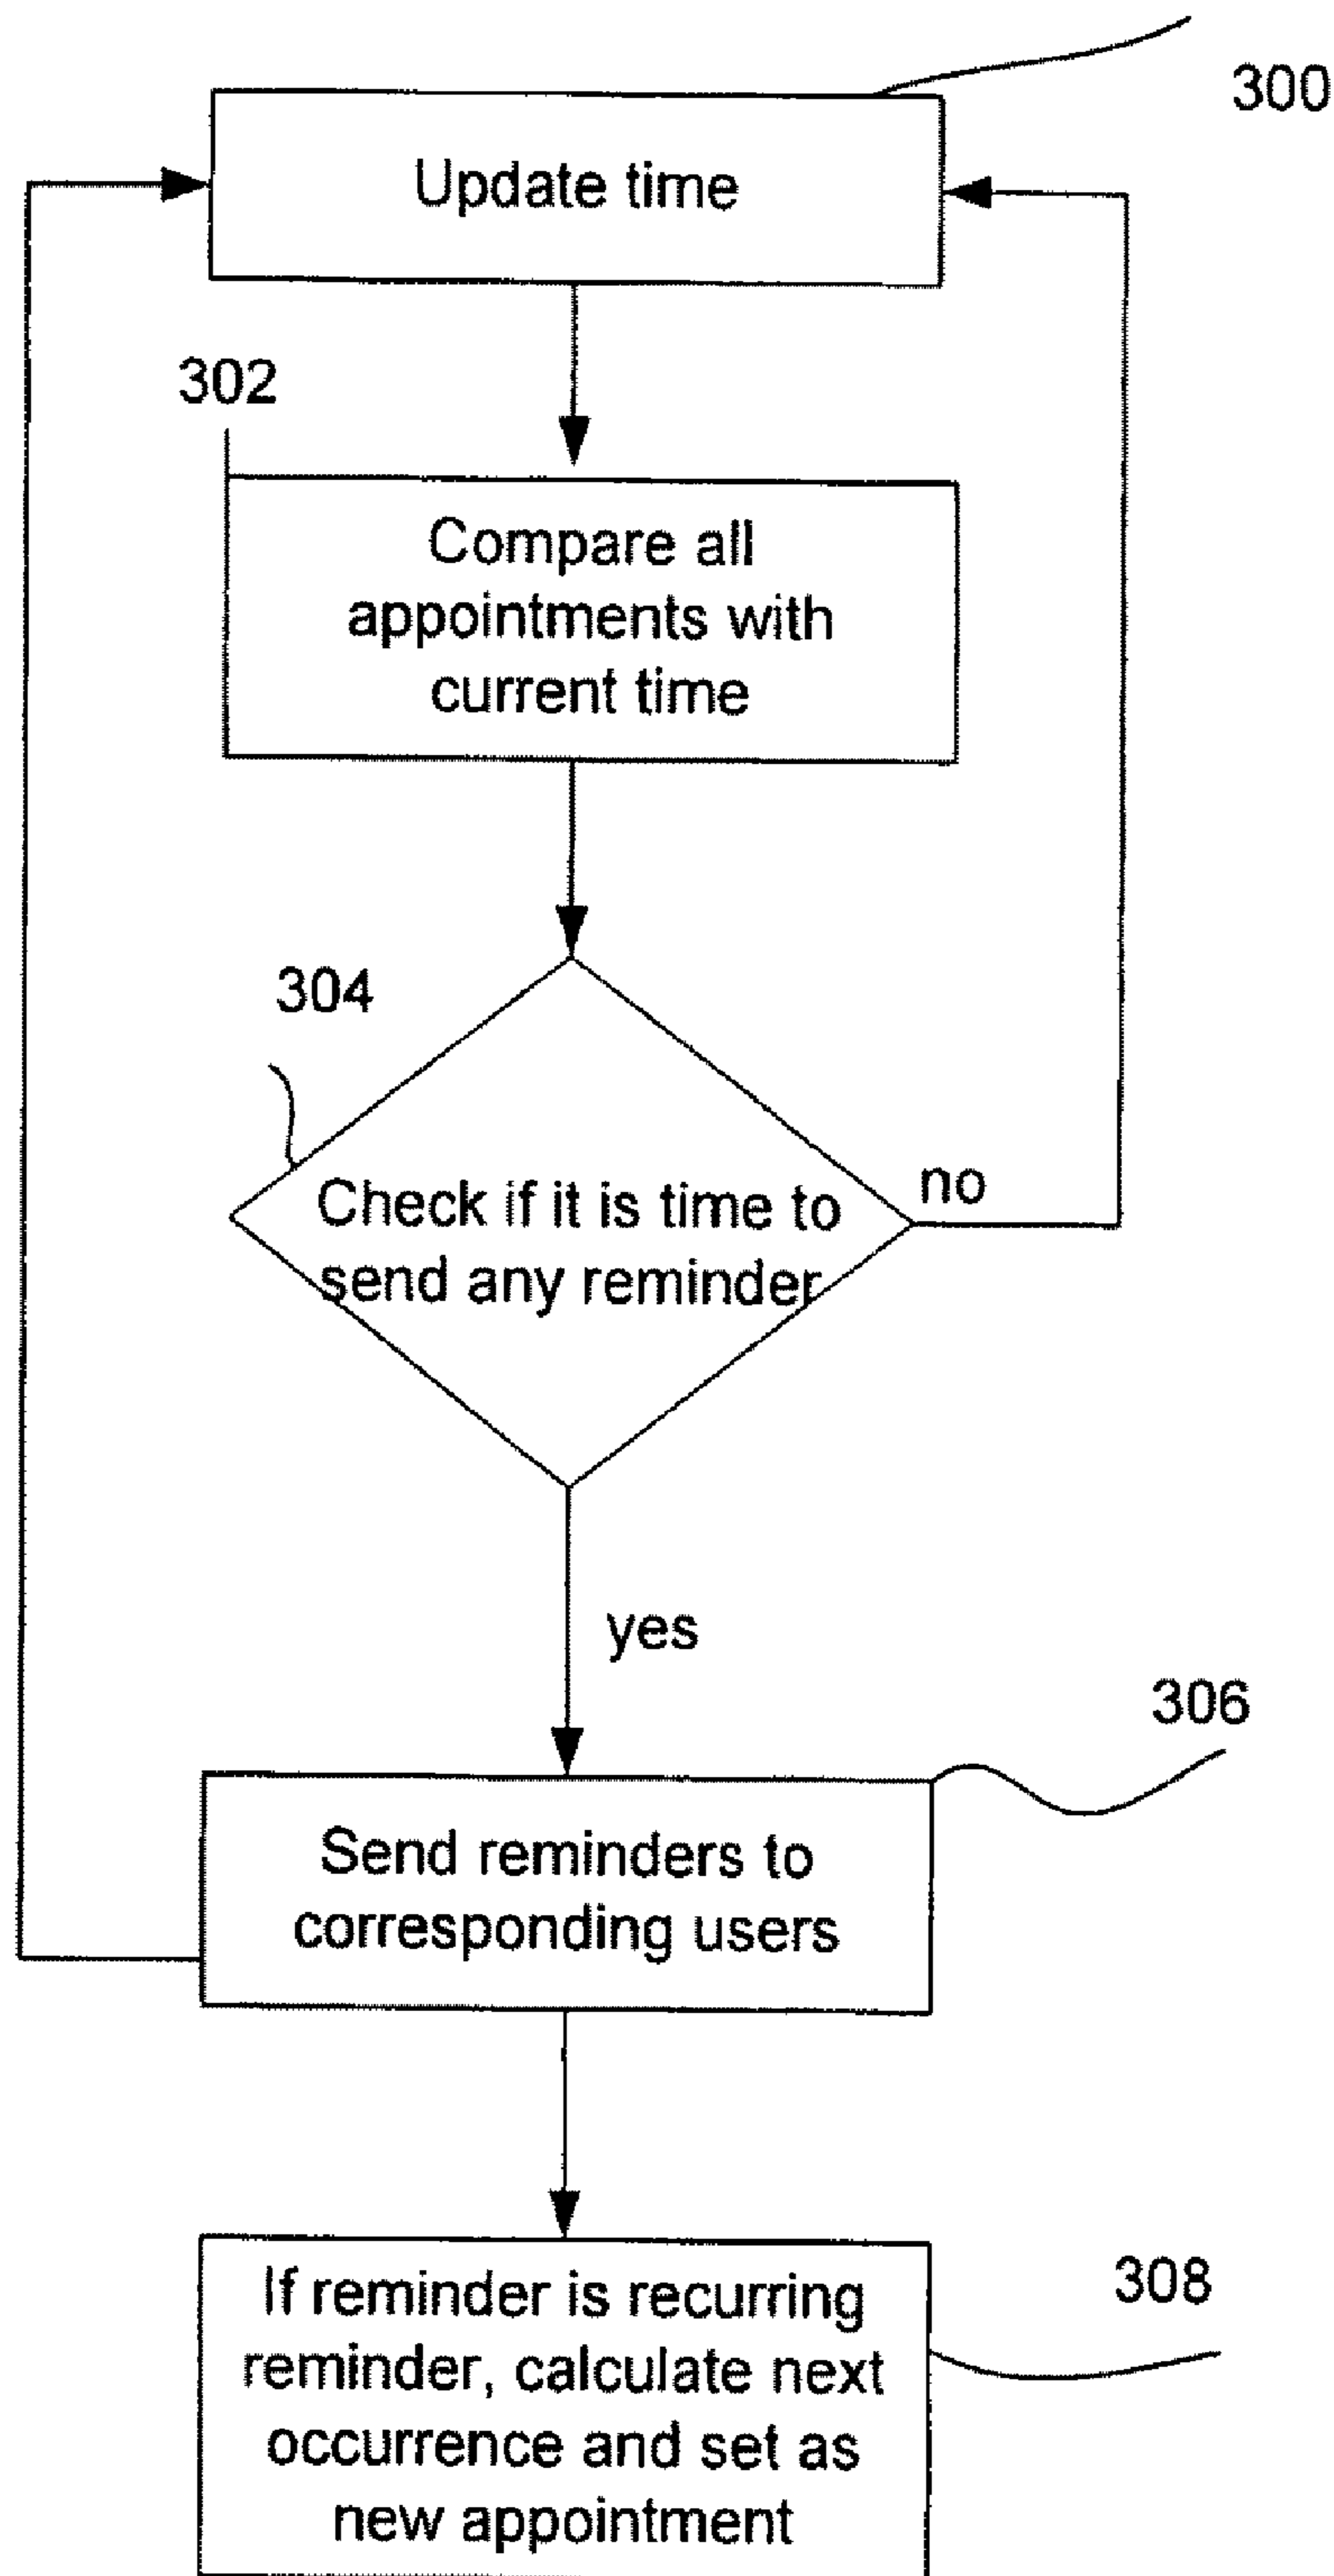 300
Update time
302
Compare all
appointments with
current time
304
Check if it is time to
send any reminder
no
yes
306
Send reminders to
corresponding users
308
If reminder is recurring
reminder, calculate next
occurrence and set as
new appointment